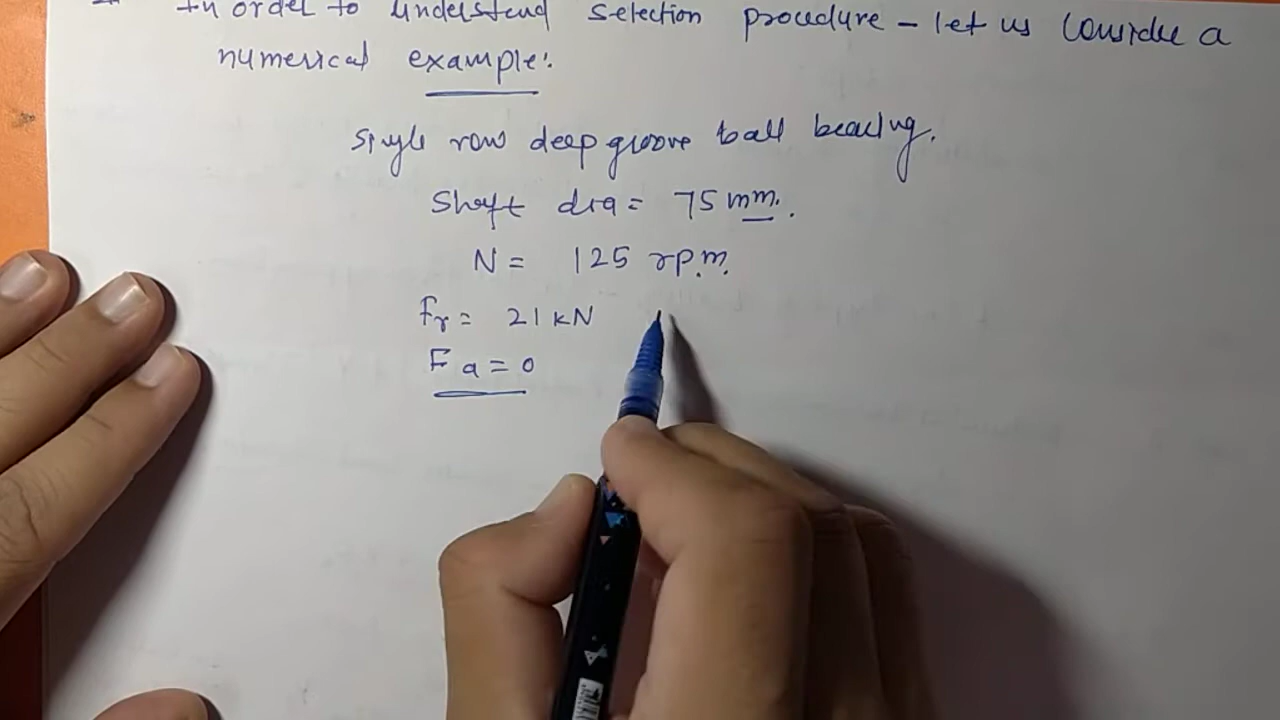 In order to understand selection procedure – let us consider a
numerical example:
Single row deep groove ball bearing.
Shaft dia = 75 mm.
N = 125 r.p.m.
Fr = 21 kN
Fa = 0